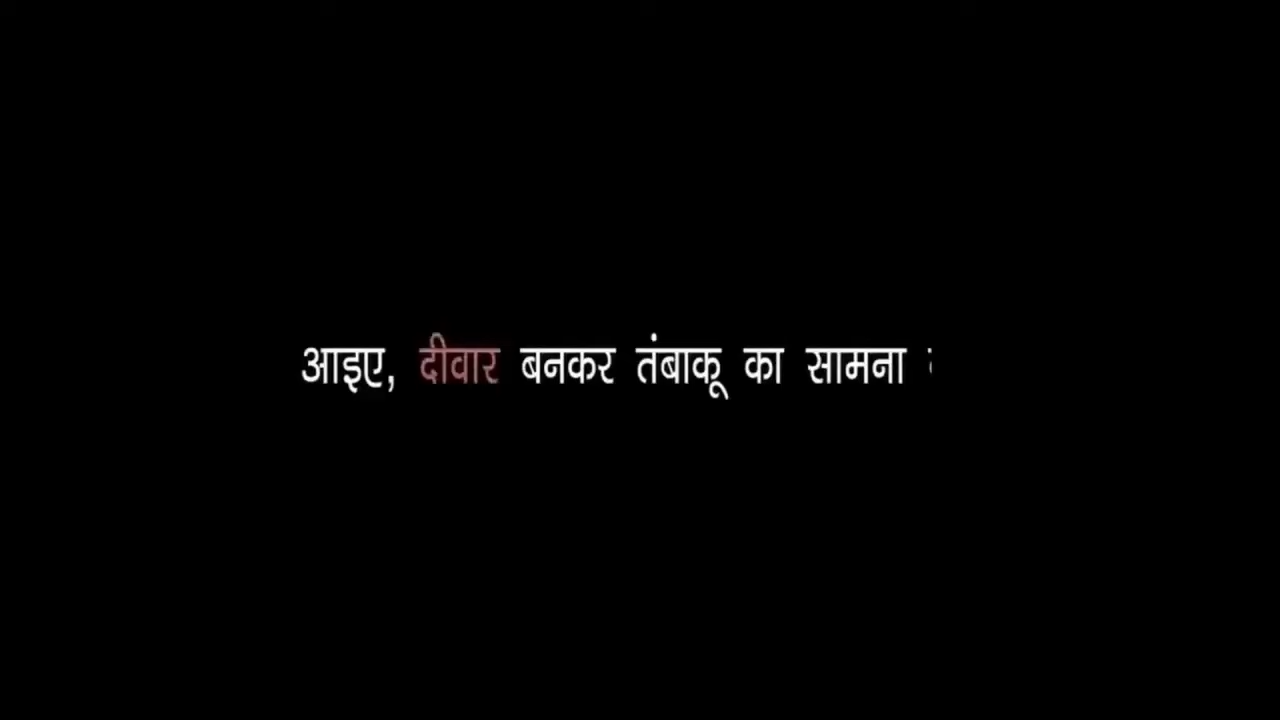 आइए, दीवार बनकर तंबाकू का सामना